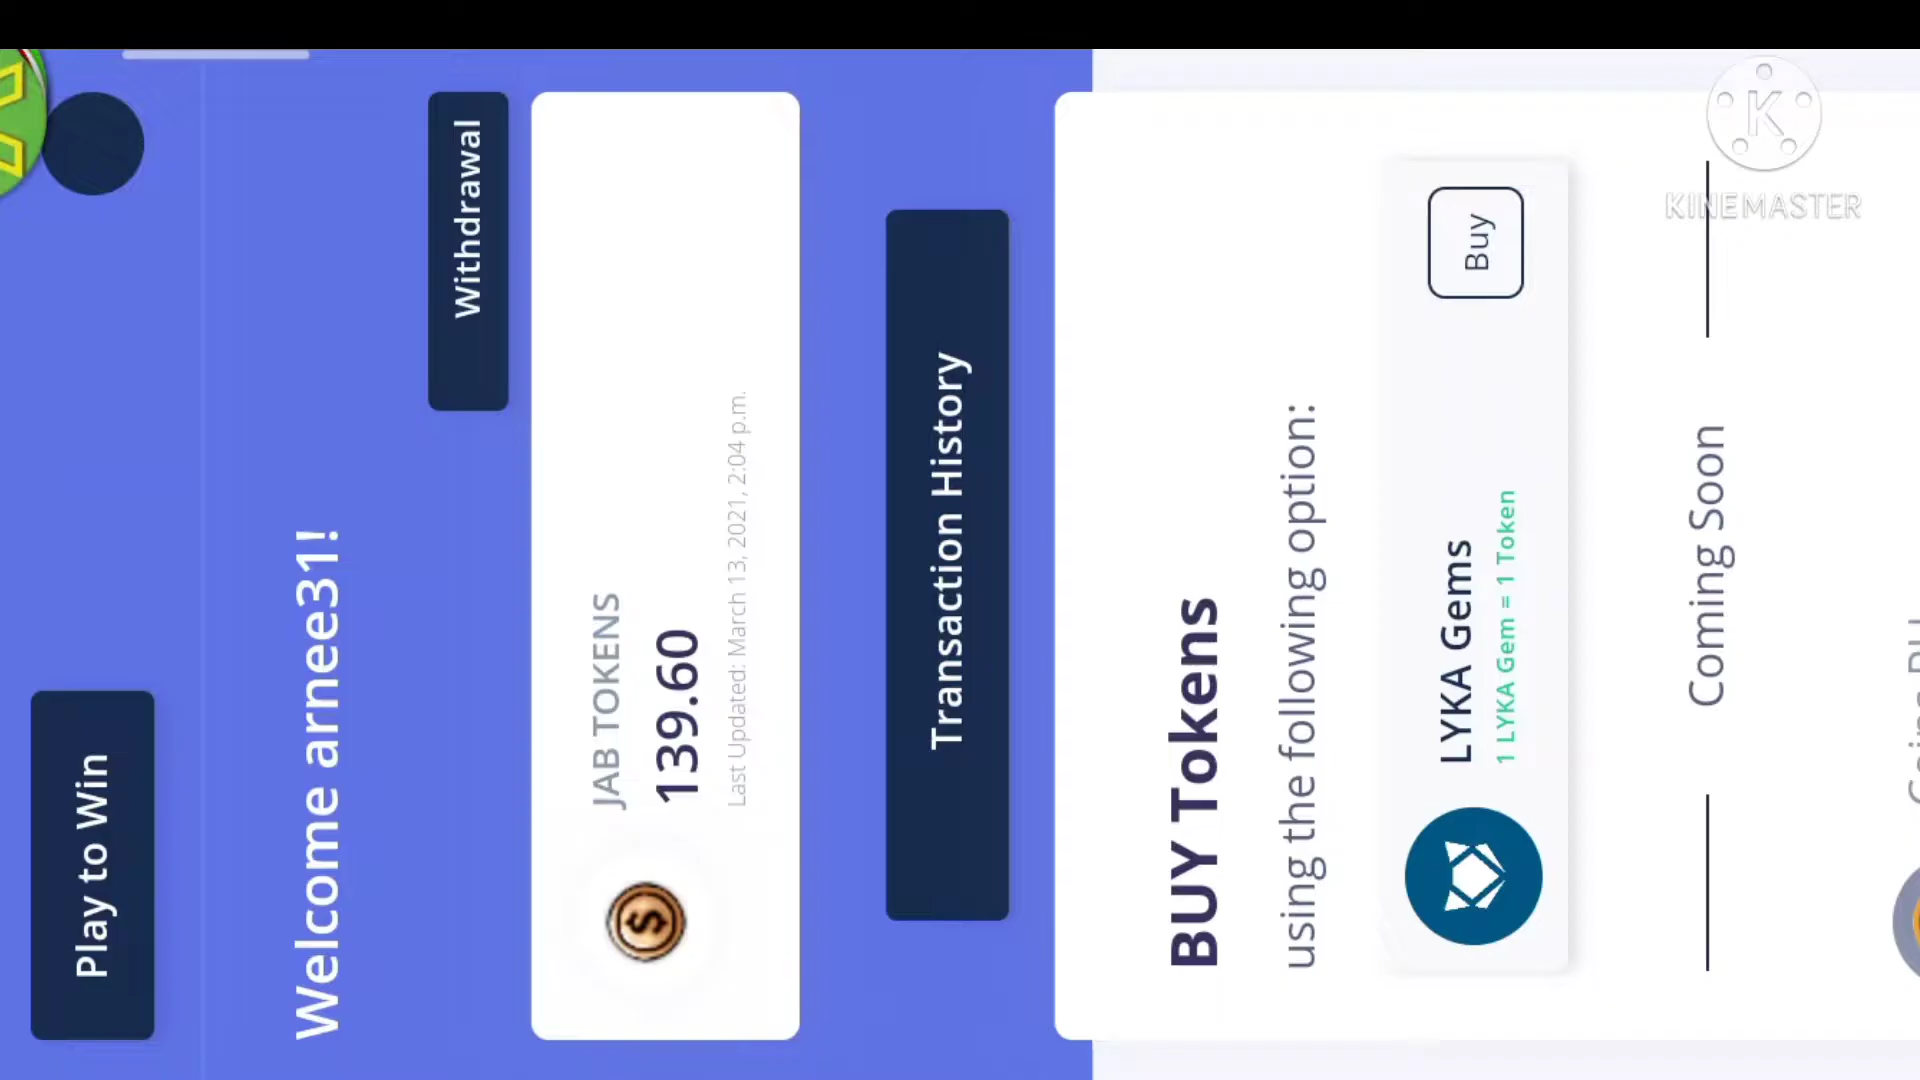 Play to Win
Welcome arnee31!
Withdrawal
JAB TOKENS
139.60
Last Updated: March 13, 2021, 2:04 p.m.
Transaction History
BUY Tokens
using the following option:
LYKA Gems
1 LYKA Gem = 1 Token
Buy
Coming Soon
K
KINEMASTER